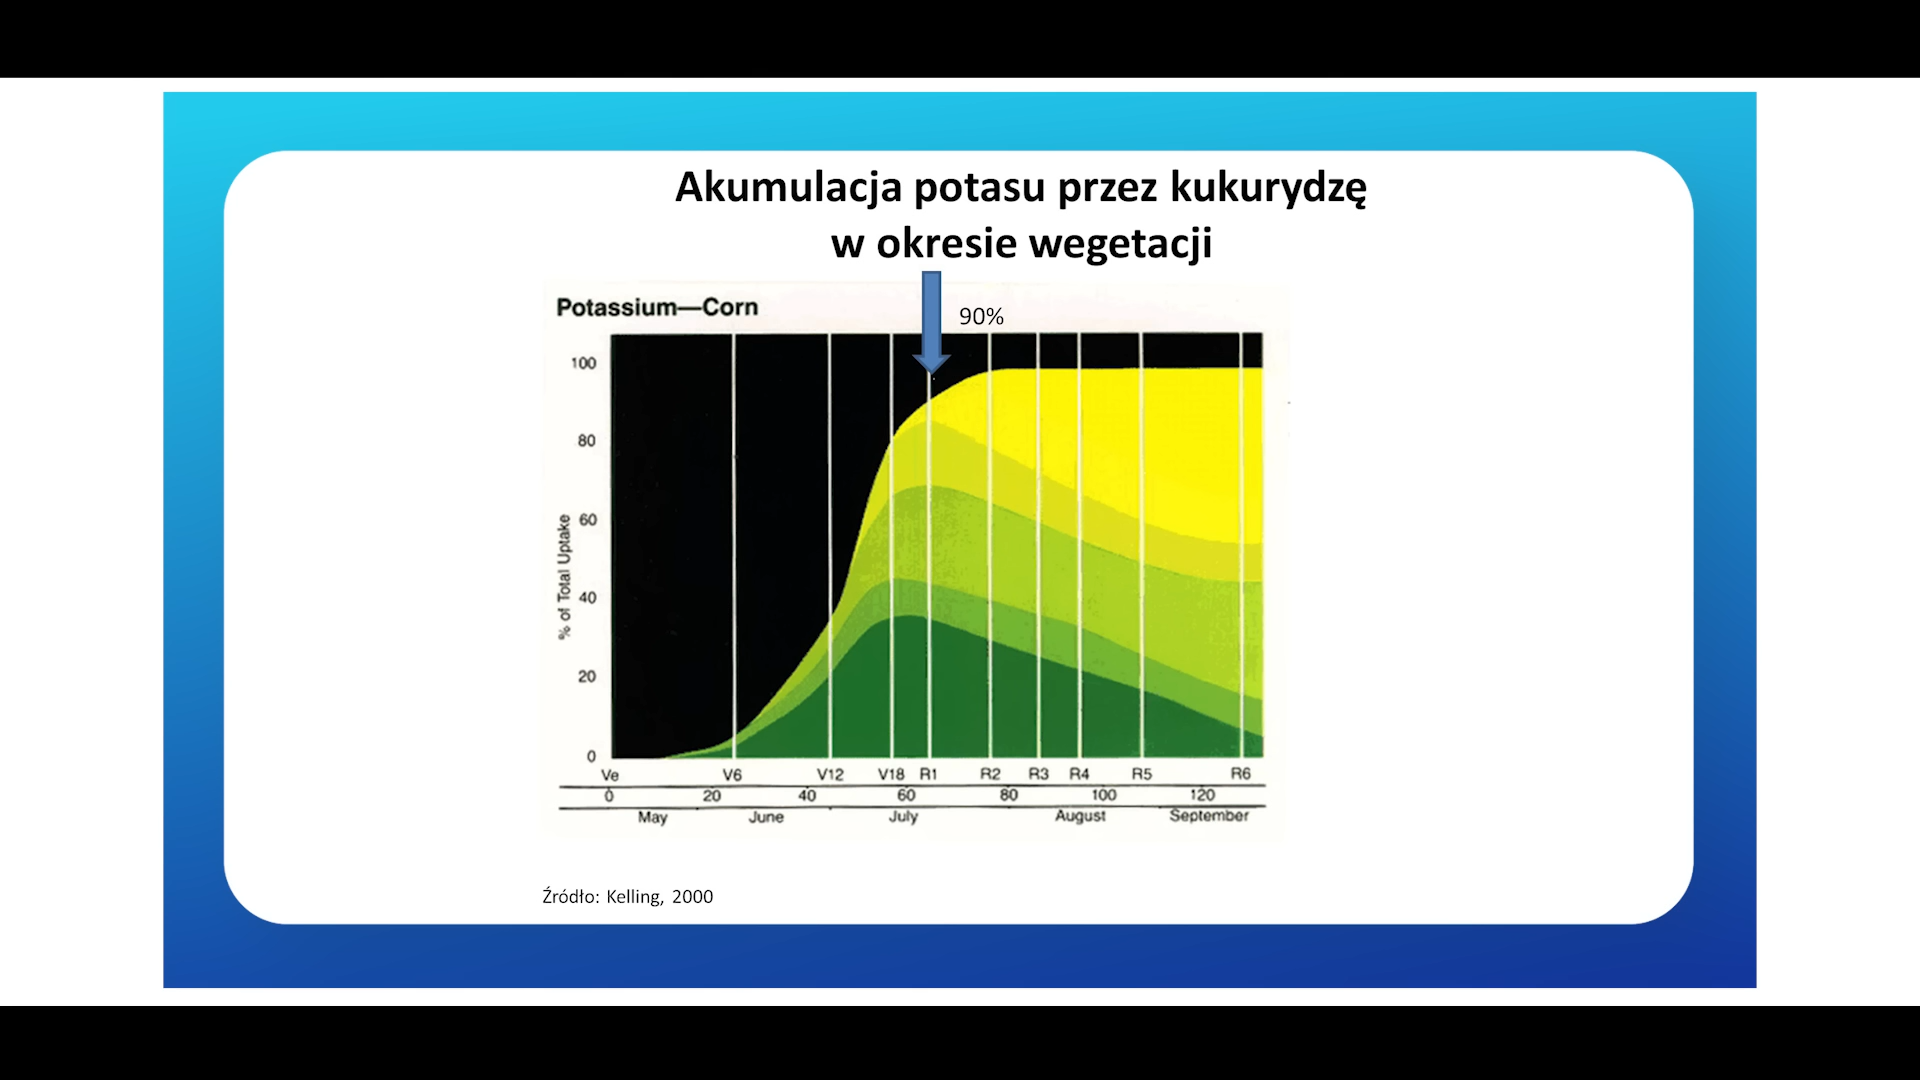 Akumulacja potasu przez kukurydzę
w okresie wegetacji
Potassium—Corn
90%
100
80
60
40
20
0
% of Total Uptake
Ve V6 V12 V18 R1 R2 R3 R4 R5 R6
0 20 40 60 80 100 120
May June July August September
Źródło: Kelling, 2000